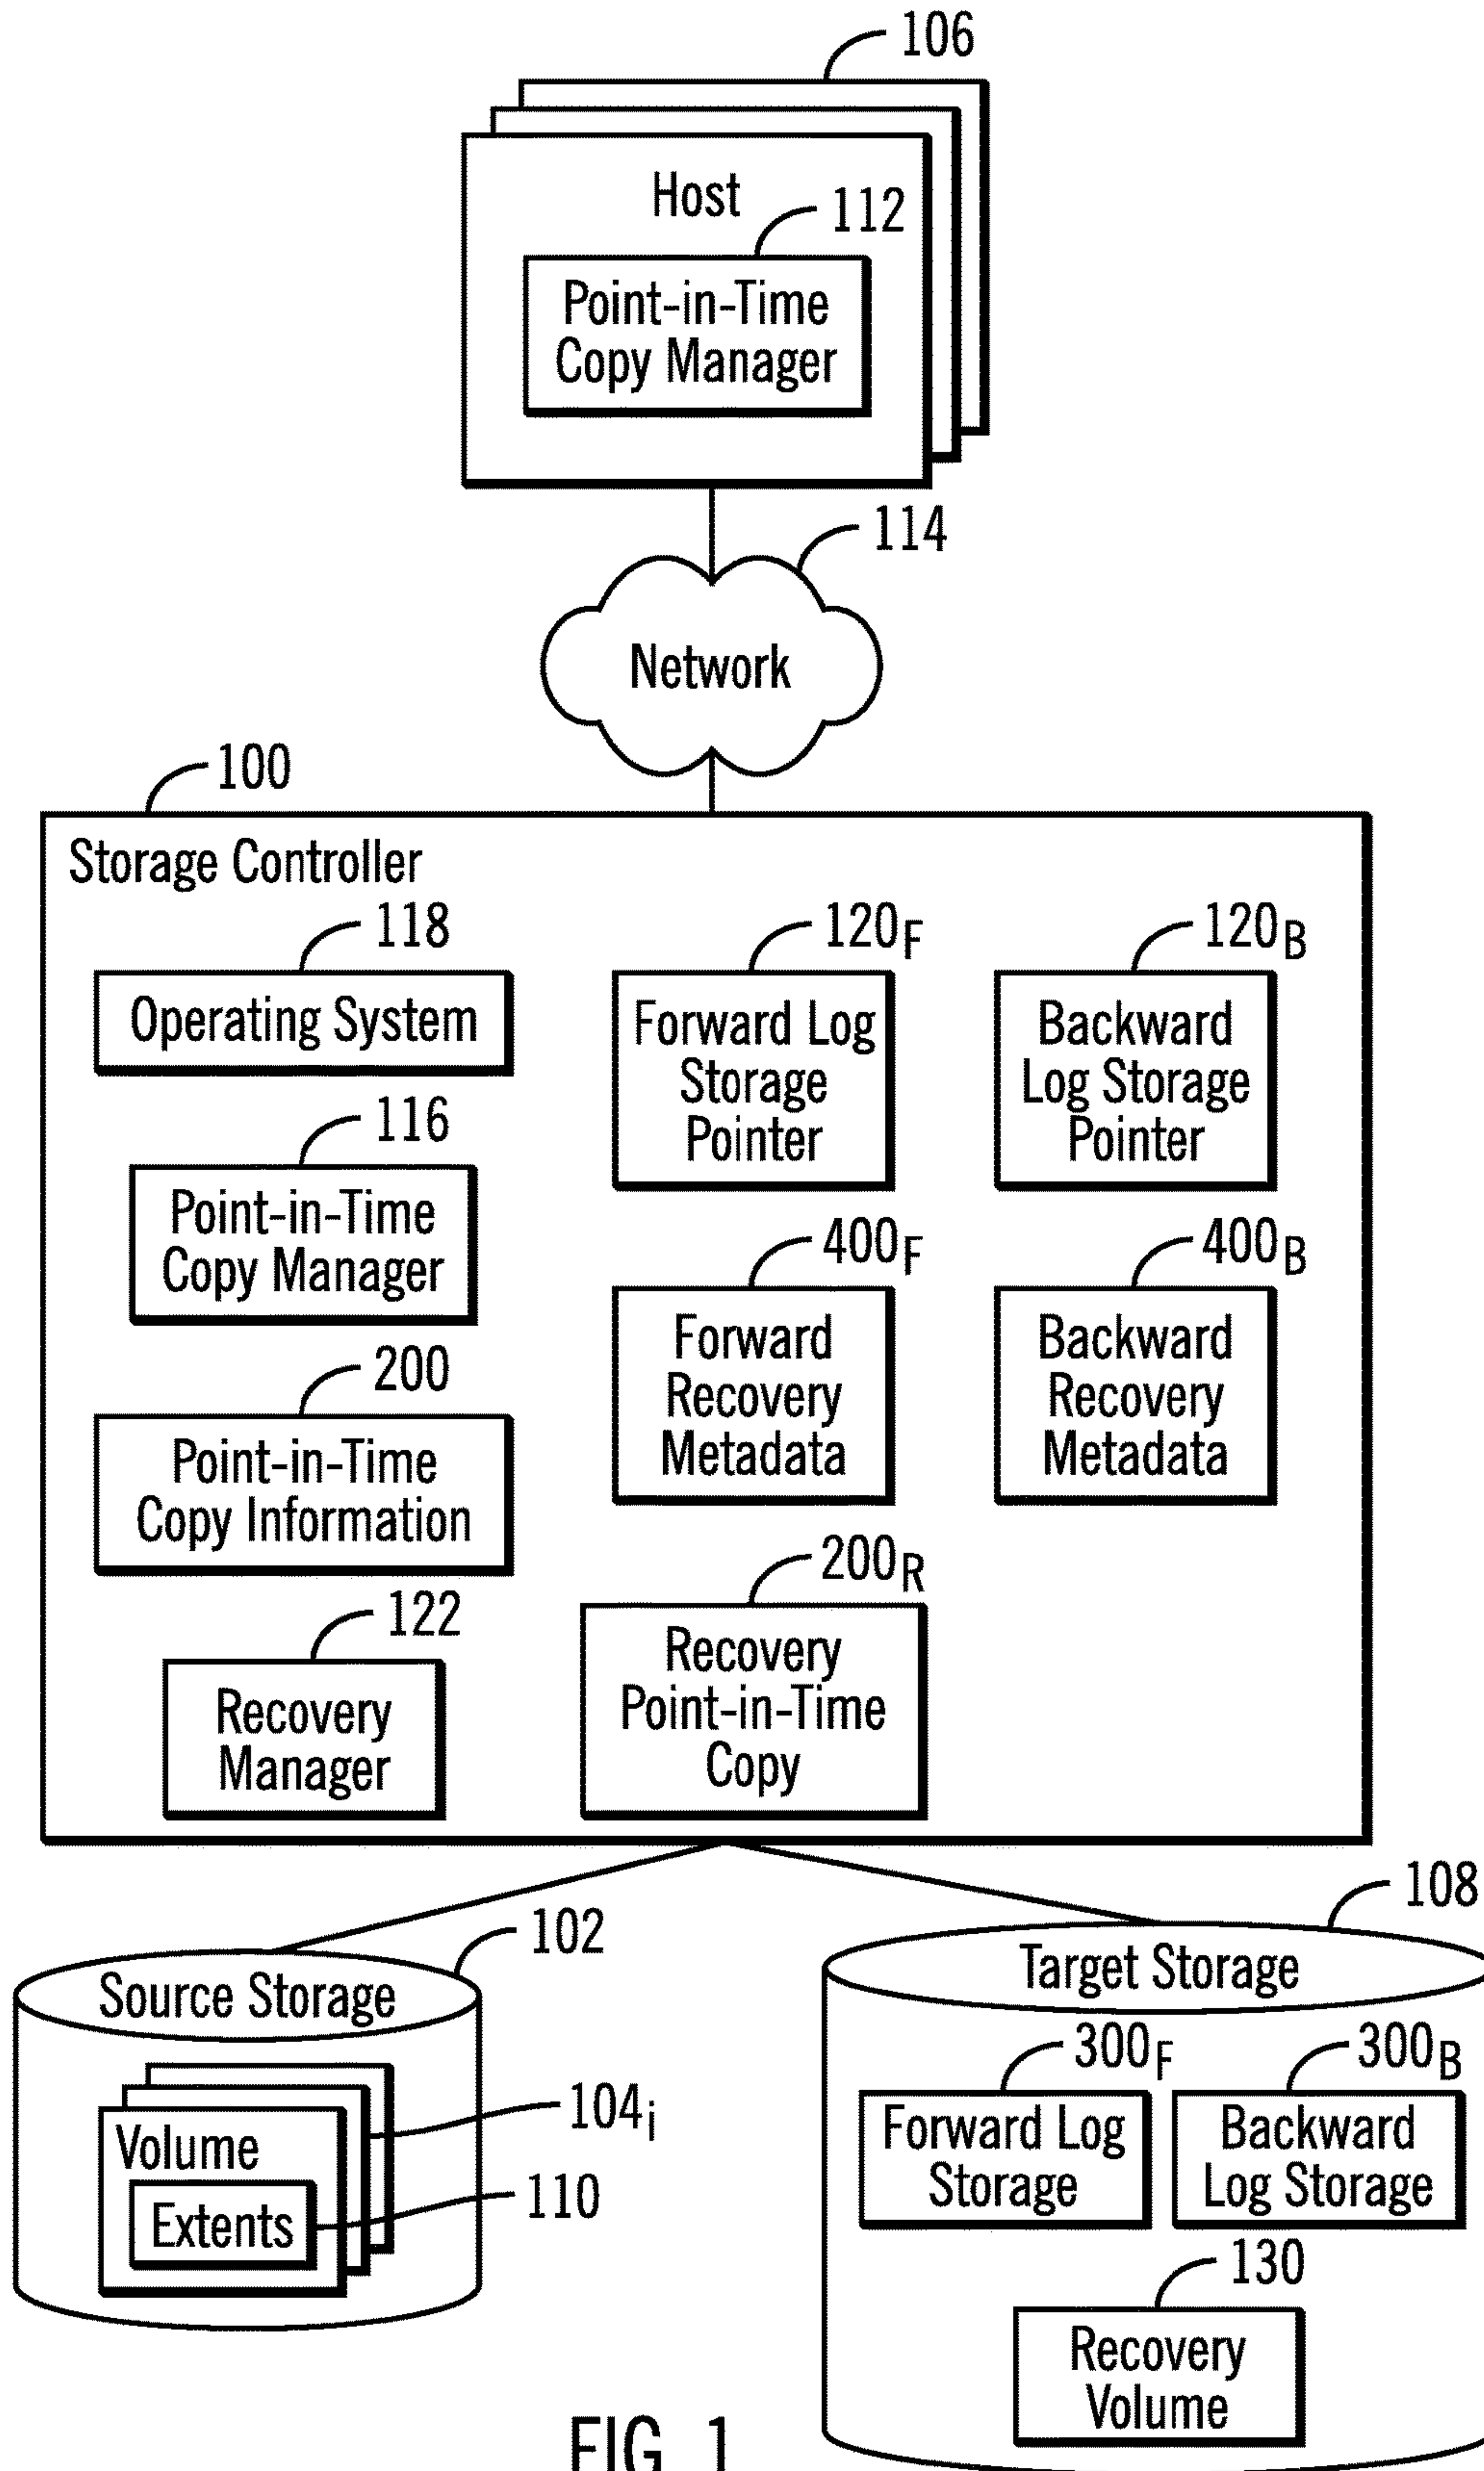 106
Host
112
Point-in-Time
Copy Manager
114
Network
100
Storage Controller
118
Operating System
120F
Forward Log
Storage
Pointer
120B
Backward
Log Storage
Pointer
116
Point-in-Time
Copy Manager
400F
Forward
Recovery
Metadata
400B
Backward
Recovery
Metadata
200
Point-in-Time
Copy Information
200R
Recovery
Point-in-Time
Copy
122
Recovery
Manager
102
Source Storage
104i
Volume
110
Extents
108
Target Storage
300F
Forward Log
Storage
300B
Backward
Log Storage
130
Recovery
Volume
FIG. 1